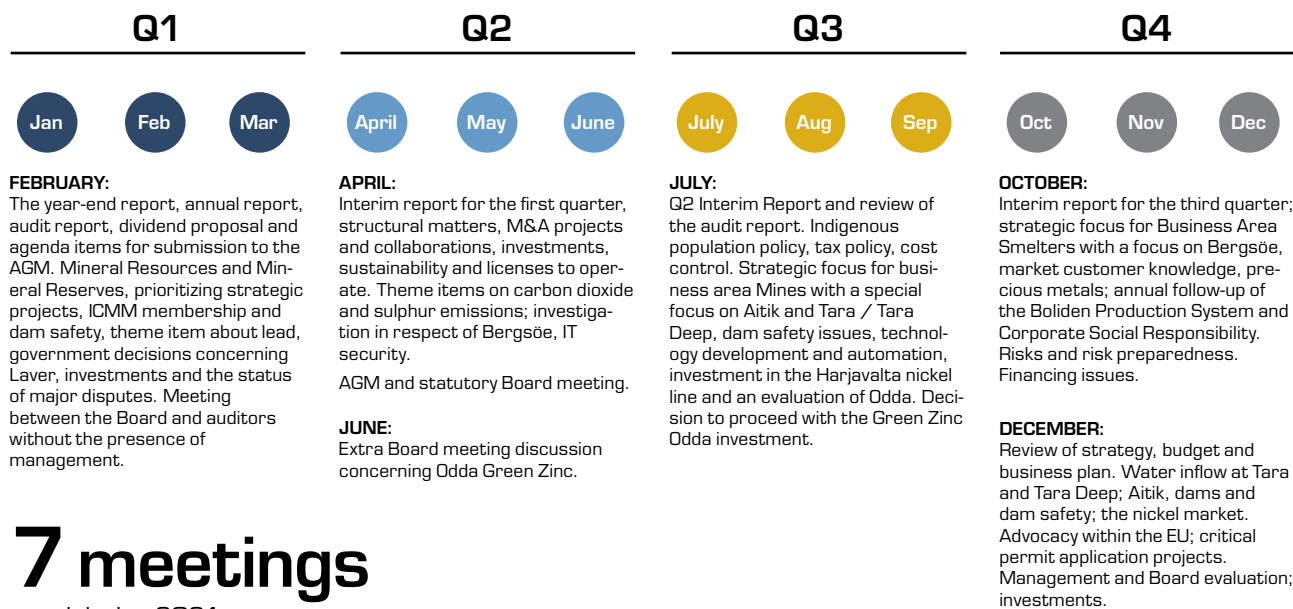 Q1
Jan Feb Mar
FEBRUARY:
The year-end report, annual report,
audit report, dividend proposal and
agenda items for submission to the
AGM. Mineral Resources and Min-
eral Reserves, prioritizing strategic
projects, ICMM membership and
dam safety, theme item about lead,
government decisions concerning
Laver, investments and the status
of major disputes. Meeting
between the Board and auditors
without the presence of
management.
Q2
April May June
APRIL:
Interim report for the first quarter,
structural matters, M&A projects
and collaborations, investments,
sustainability and licenses to oper-
ate. Theme items on carbon dioxide
and sulphur emissions; investiga-
tion in respect of Bergsöe, IT
security.
AGM and statutory Board meeting.
JUNE:
Extra Board meeting discussion
concerning Odda Green Zinc.
Q3
July Aug Sep
JULY:
Q2 Interim Report and review of
the audit report. Indigenous
population policy, tax policy, cost
control. Strategic focus for busi-
ness area Mines with a special
focus on Aitik and Tara / Tara
Deep, dam safety issues, technol-
ogy development and automation,
investment in the Harjavalta nickel
line and an evaluation of Odda. Deci-
sion to proceed with the Green Zinc
Odda investment.
Q4
Oct Nov Dec
OCTOBER:
Interim report for the third quarter;
strategic focus for Business Area
Smelters with a focus on Bergsöe,
market customer knowledge, pre-
cious metals; annual follow-up of
the Boliden Production System and
Corporate Social Responsibility.
Risks and risk preparedness.
Financing issues.
DECEMBER:
Review of strategy, budget and
business plan. Water inflow at Tara
and Tara Deep; Aitik, dams and
dam safety; the nickel market.
Advocacy within the EU; critical
permit application projects.
Management and Board evaluation;
investments.
7 meetings